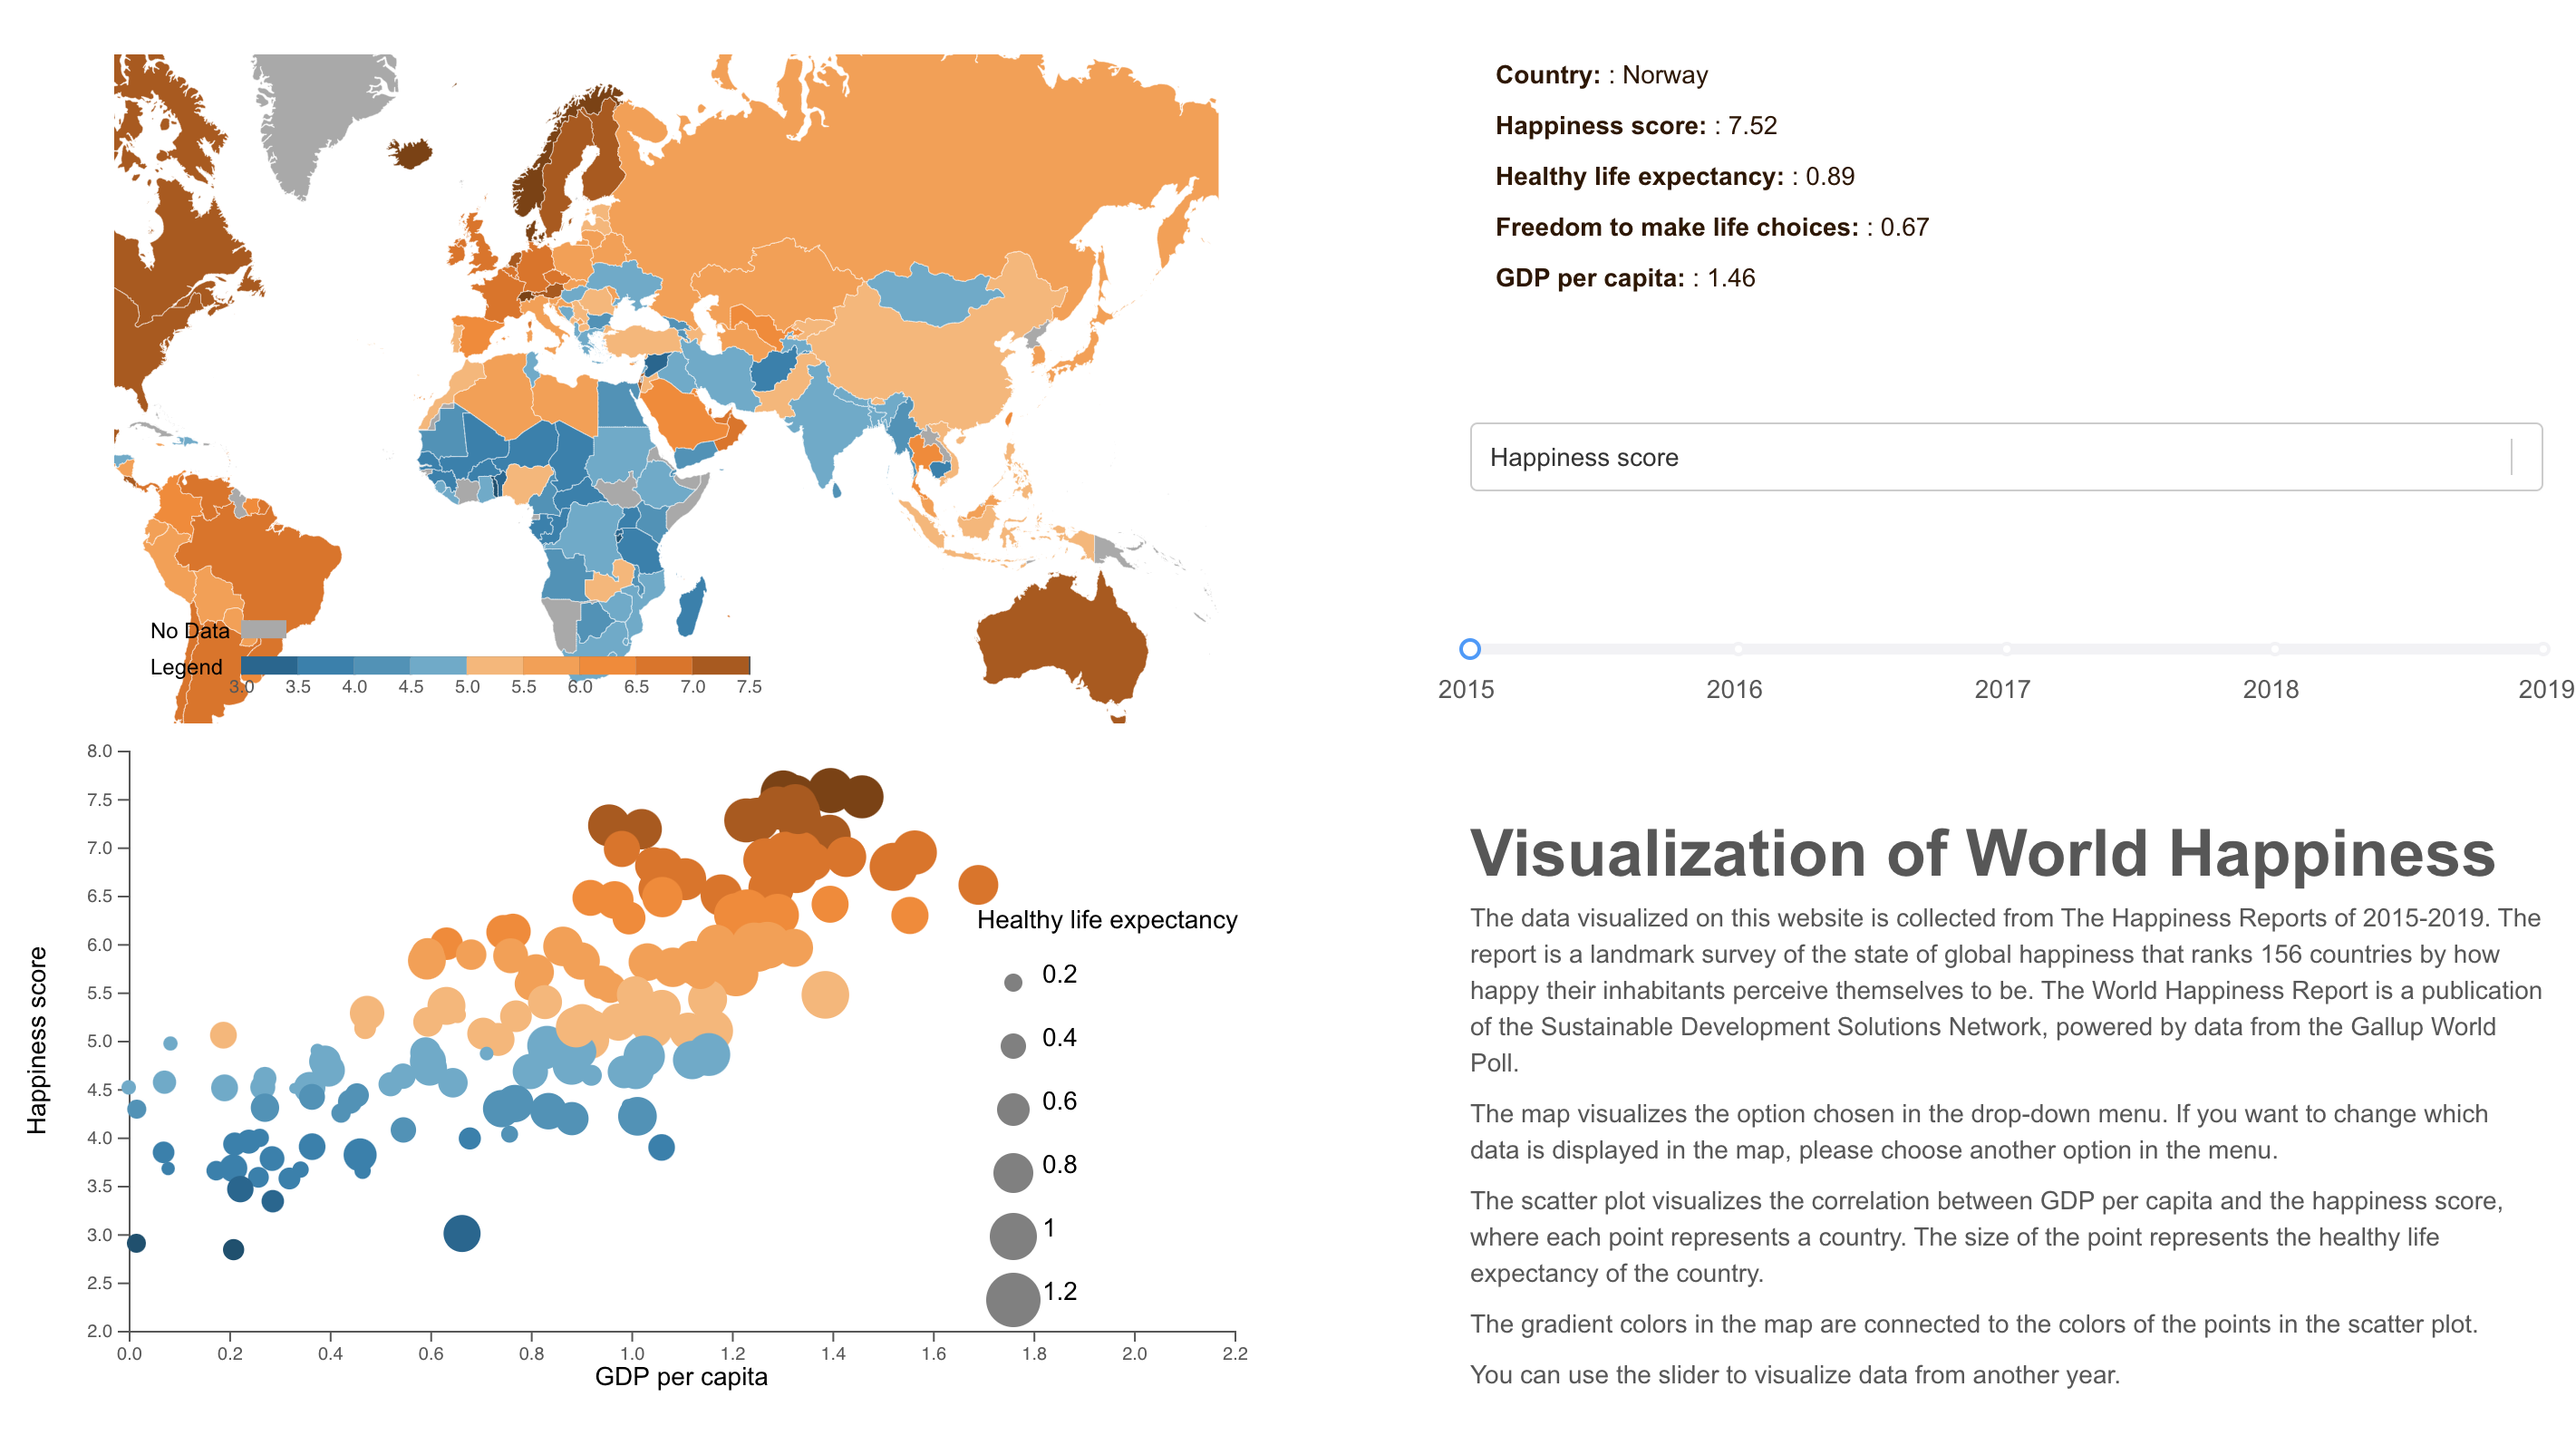 Country: : Norway
Happiness score: : 7.52
Healthy life expectancy: : 0.89
Freedom to make life choices: : 0.67
GDP per capita: : 1.46
Happiness score
No Data
Legend
3.0 3.5 4.0 4.5 5.0 5.5 6.0 6.5 7.0 7.5
2015 2016 2017 2018 2019
8.0
7.5
7.0
6.5
6.0
5.5
5.0
4.5
4.0
3.5
3.0
2.5
2.0
Happiness score
0.0 0.2 0.4 0.6 0.8 1.0 1.2 1.4 1.6 1.8 2.0 2.2
GDP per capita
Healthy life expectancy
0.2
0.4
0.6
0.8
1
1.2
Visualization of World Happiness
The data visualized on this website is collected from The Happiness Reports of 2015-2019. The
report is a landmark survey of the state of global happiness that ranks 156 countries by how
happy their inhabitants perceive themselves to be. The World Happiness Report is a publication
of the Sustainable Development Solutions Network, powered by data from the Gallup World
Poll.
The map visualizes the option chosen in the drop-down menu. If you want to change which
data is displayed in the map, please choose another option in the menu.
The scatter plot visualizes the correlation between GDP per capita and the happiness score,
where each point represents a country. The size of the point represents the healthy life
expectancy of the country.
The gradient colors in the map are connected to the colors of the points in the scatter plot.
You can use the slider to visualize data from another year.